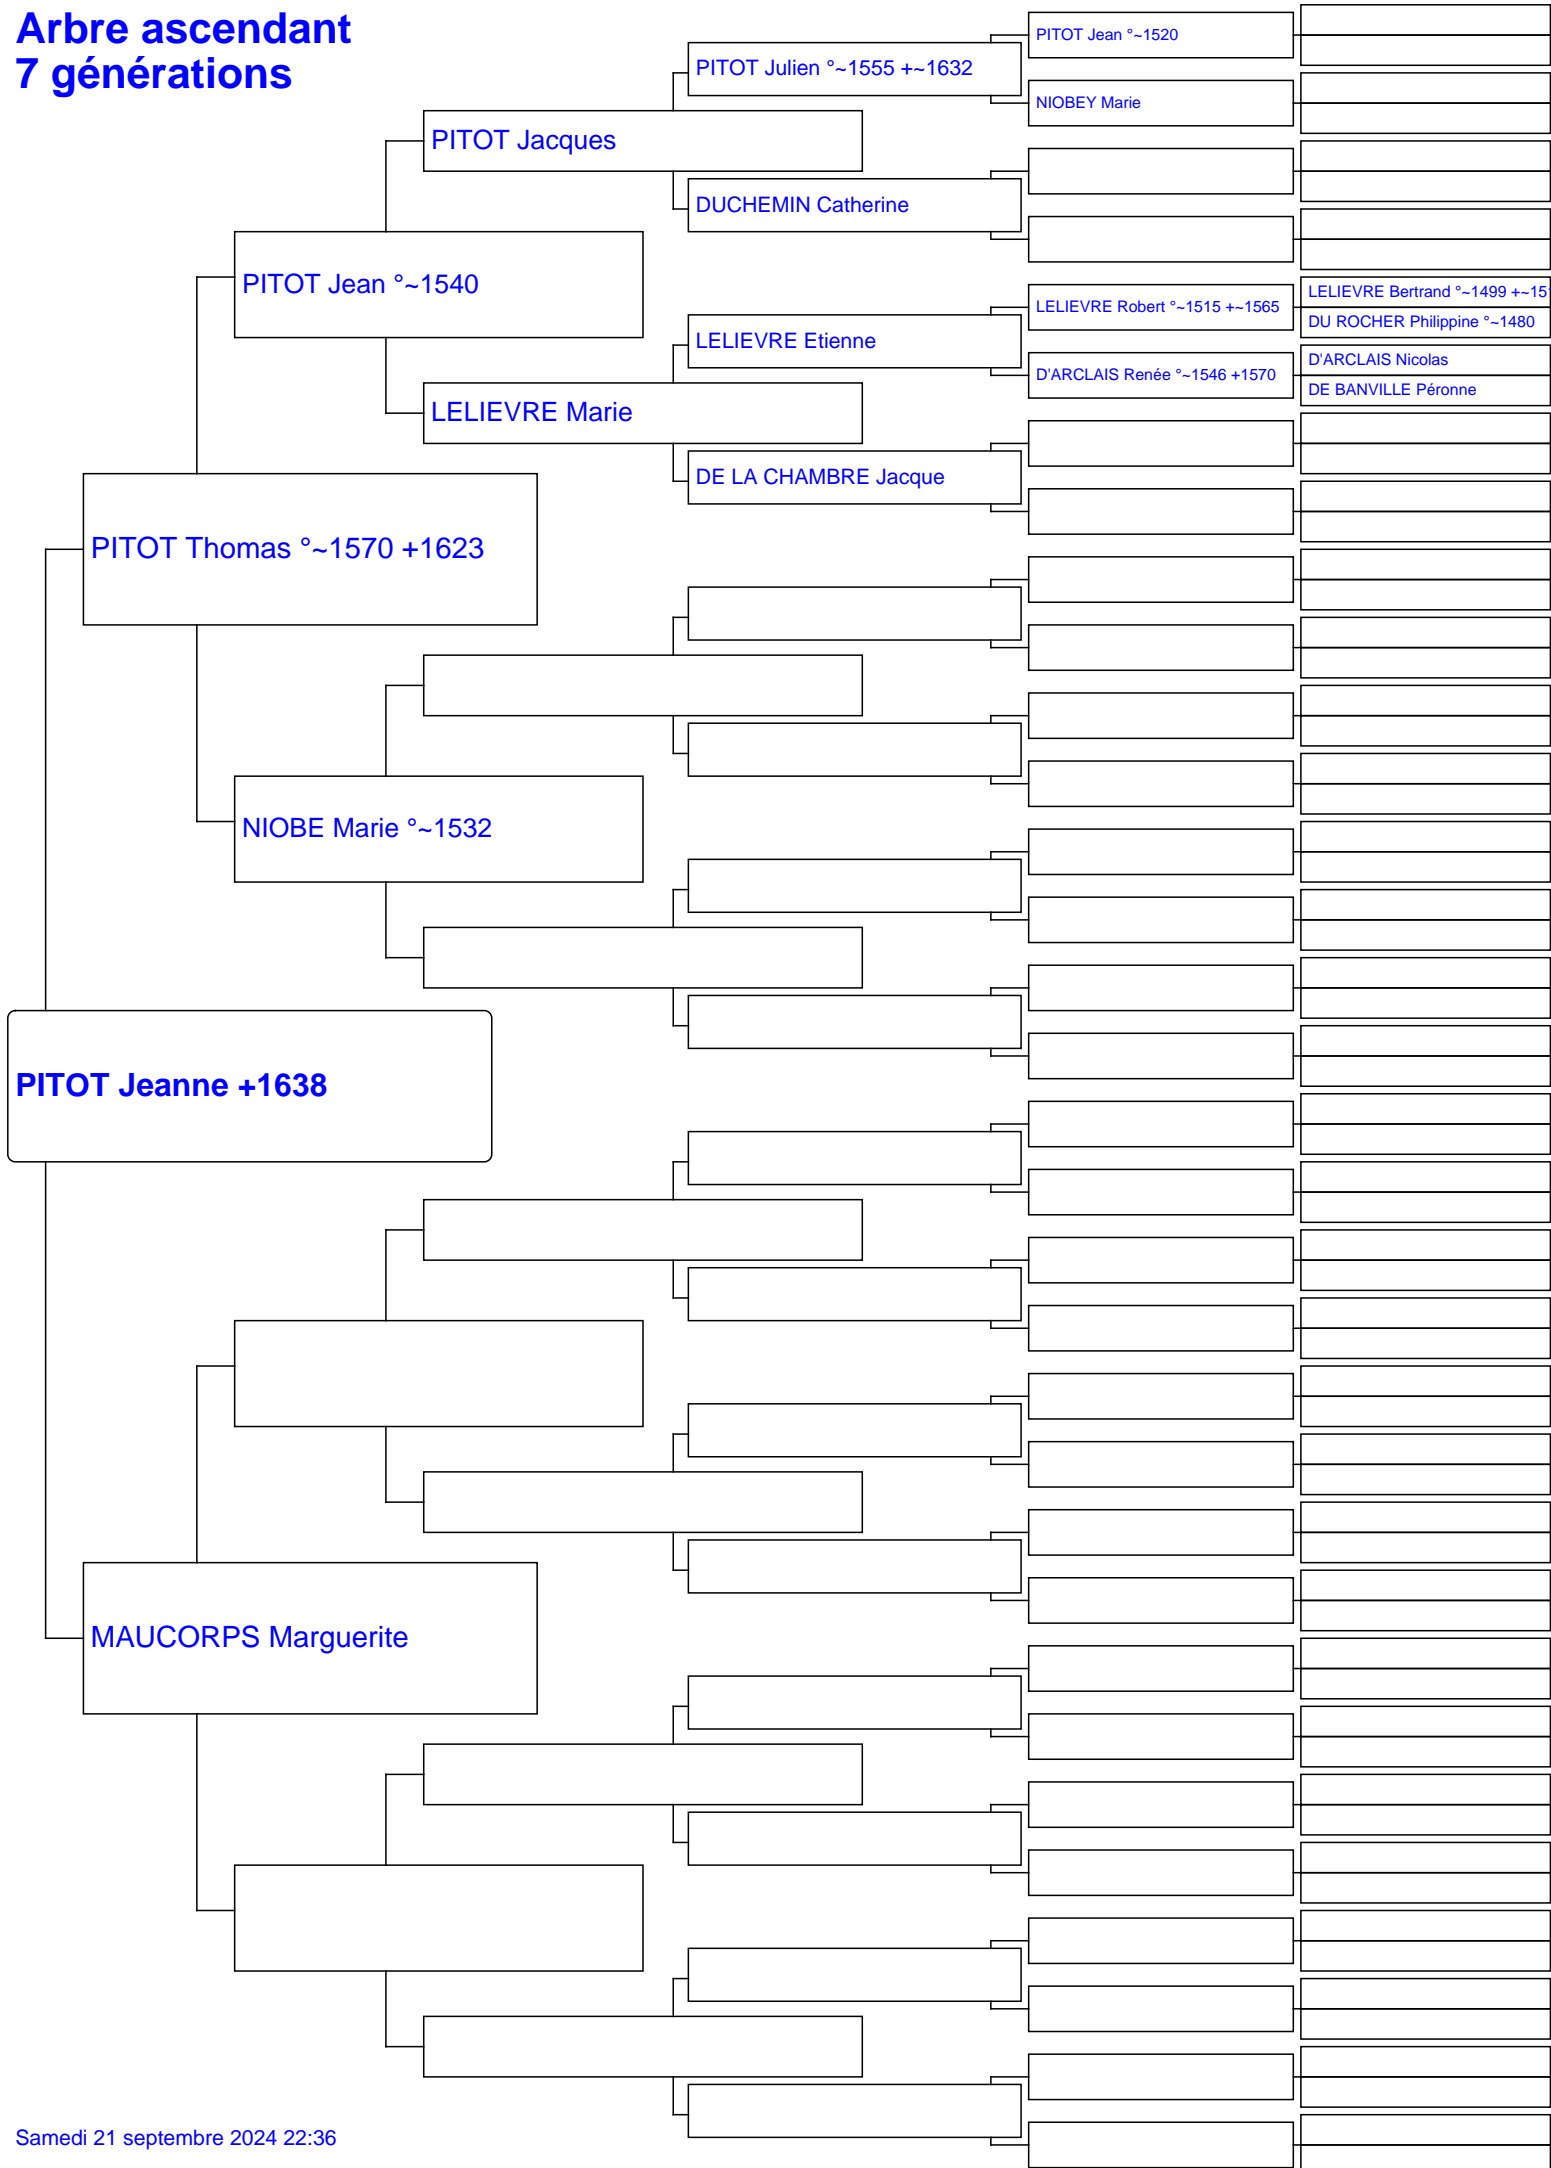 Arbre ascendant
7 générations
PITOT Jean °~1520
PITOT Julien °~1555 +~1632
NIOBEY Marie
PITOT Jacques
DUCHEMIN Catherine
PITOT Jean °~1540
LELIEVRE Bertrand °~1499 +~15
LELIEVRE Robert °~1515 +~1565
DU ROCHER Philippine °~1480
LELIEVRE Etienne
D'ARCLAIS Nicolas
D'ARCLAIS Renée °~1546 +1570
DE BANVILLE Péronne
LELIEVRE Marie
DE LA CHAMBRE Jacque
PITOT Thomas °~1570 +1623
NIOBE Marie °~1532
PITOT Jeanne +1638
MAUCORPS Marguerite
Samedi 21 septembre 2024 22:36